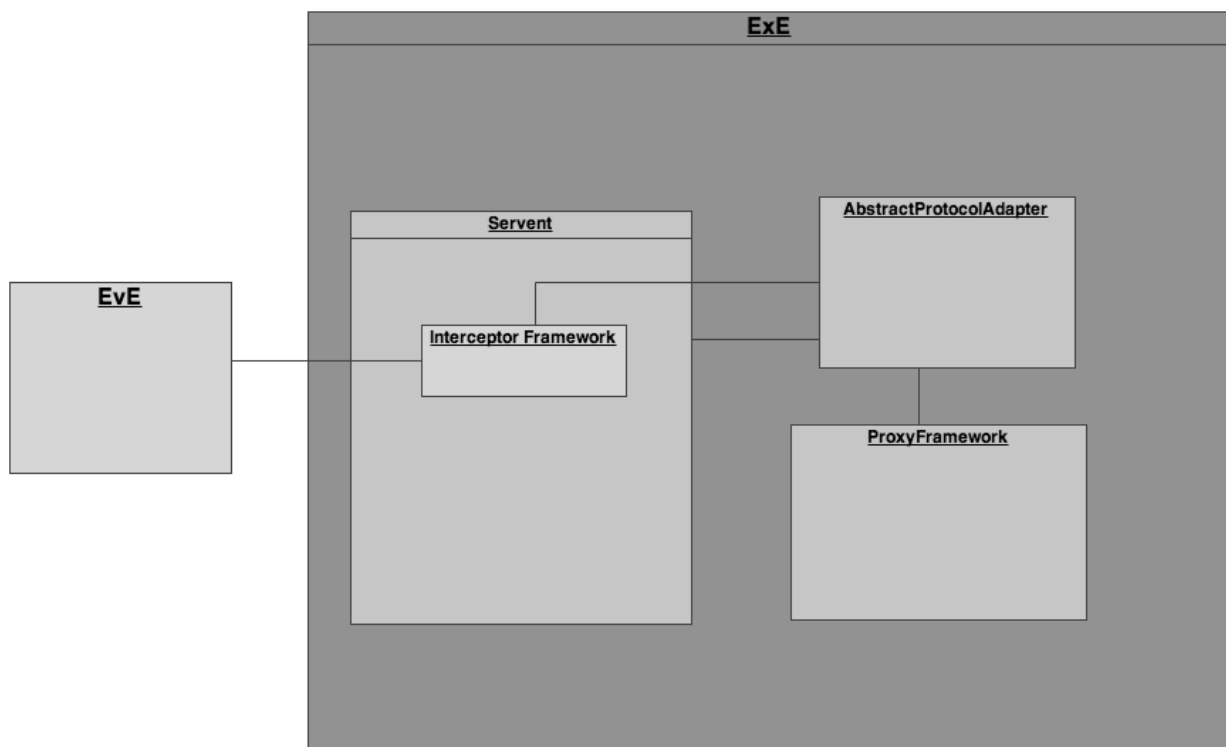 ExE
Servent
AbstractProtocolAdapter
EvE
Interceptor Framework
ProxyFramework